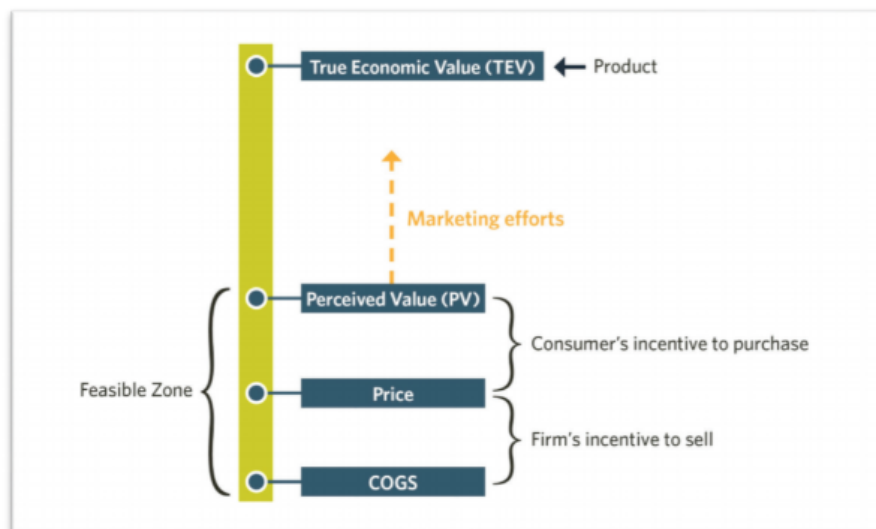 True Economic Value (TEV)
Product
Marketing efforts
Perceived Value (PV)
Consumer's incentive to purchase
Feasible Zone
Price
Firm's incentive to sell
COGS